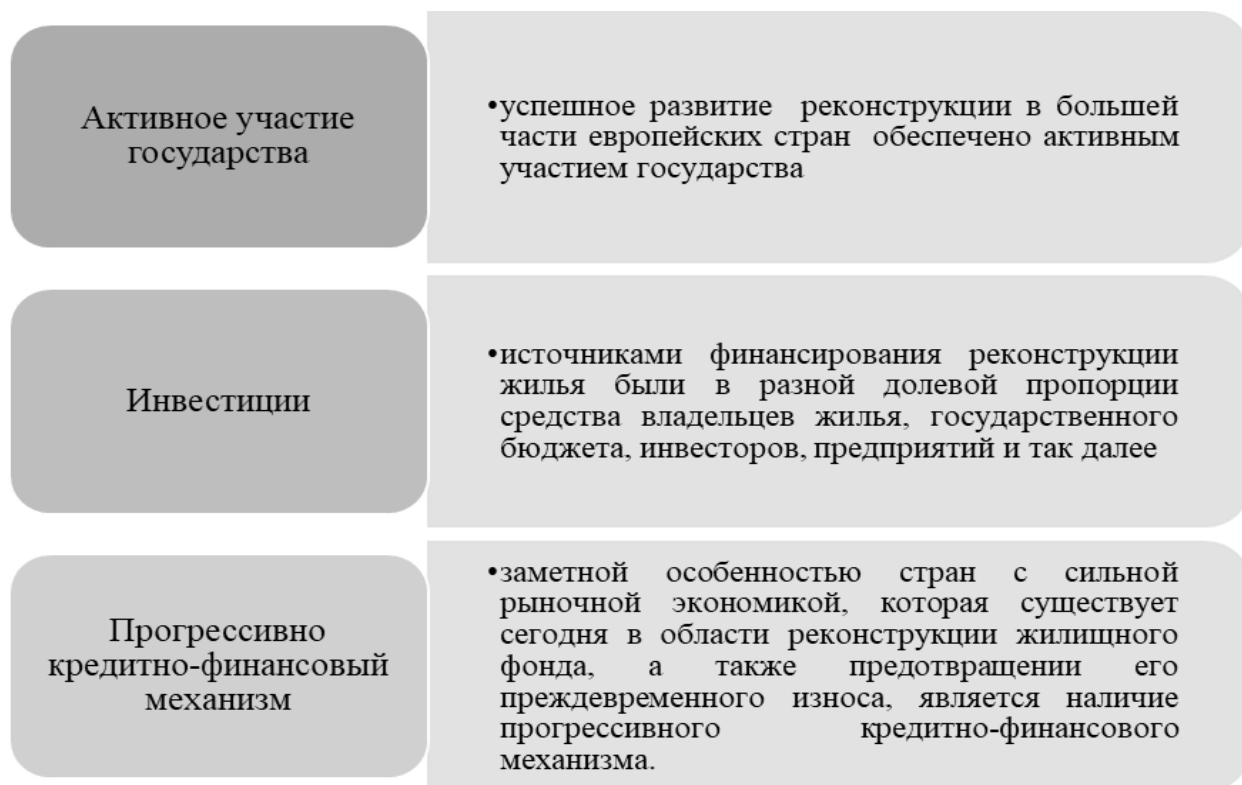 Активное участие
государства
•успешное развитие реконструкции в большей
части европейских стран обеспечено активным
участием государства
Инвестиции
•источниками финансирования реконструкции
жилья были в разной долевой пропорции
средства владельцев жилья, государственного
бюджета, инвесторов, предприятий и так далее
Прогрессивно
кредитно-финансовый
механизм
•заметной особенностью стран с сильной
рыночной экономикой, которая существует
сегодня в области реконструкции жилищного
фонда, а также предотвращении его
преждевременного износа, является наличие
прогрессивного кредитно-финансового
механизма.